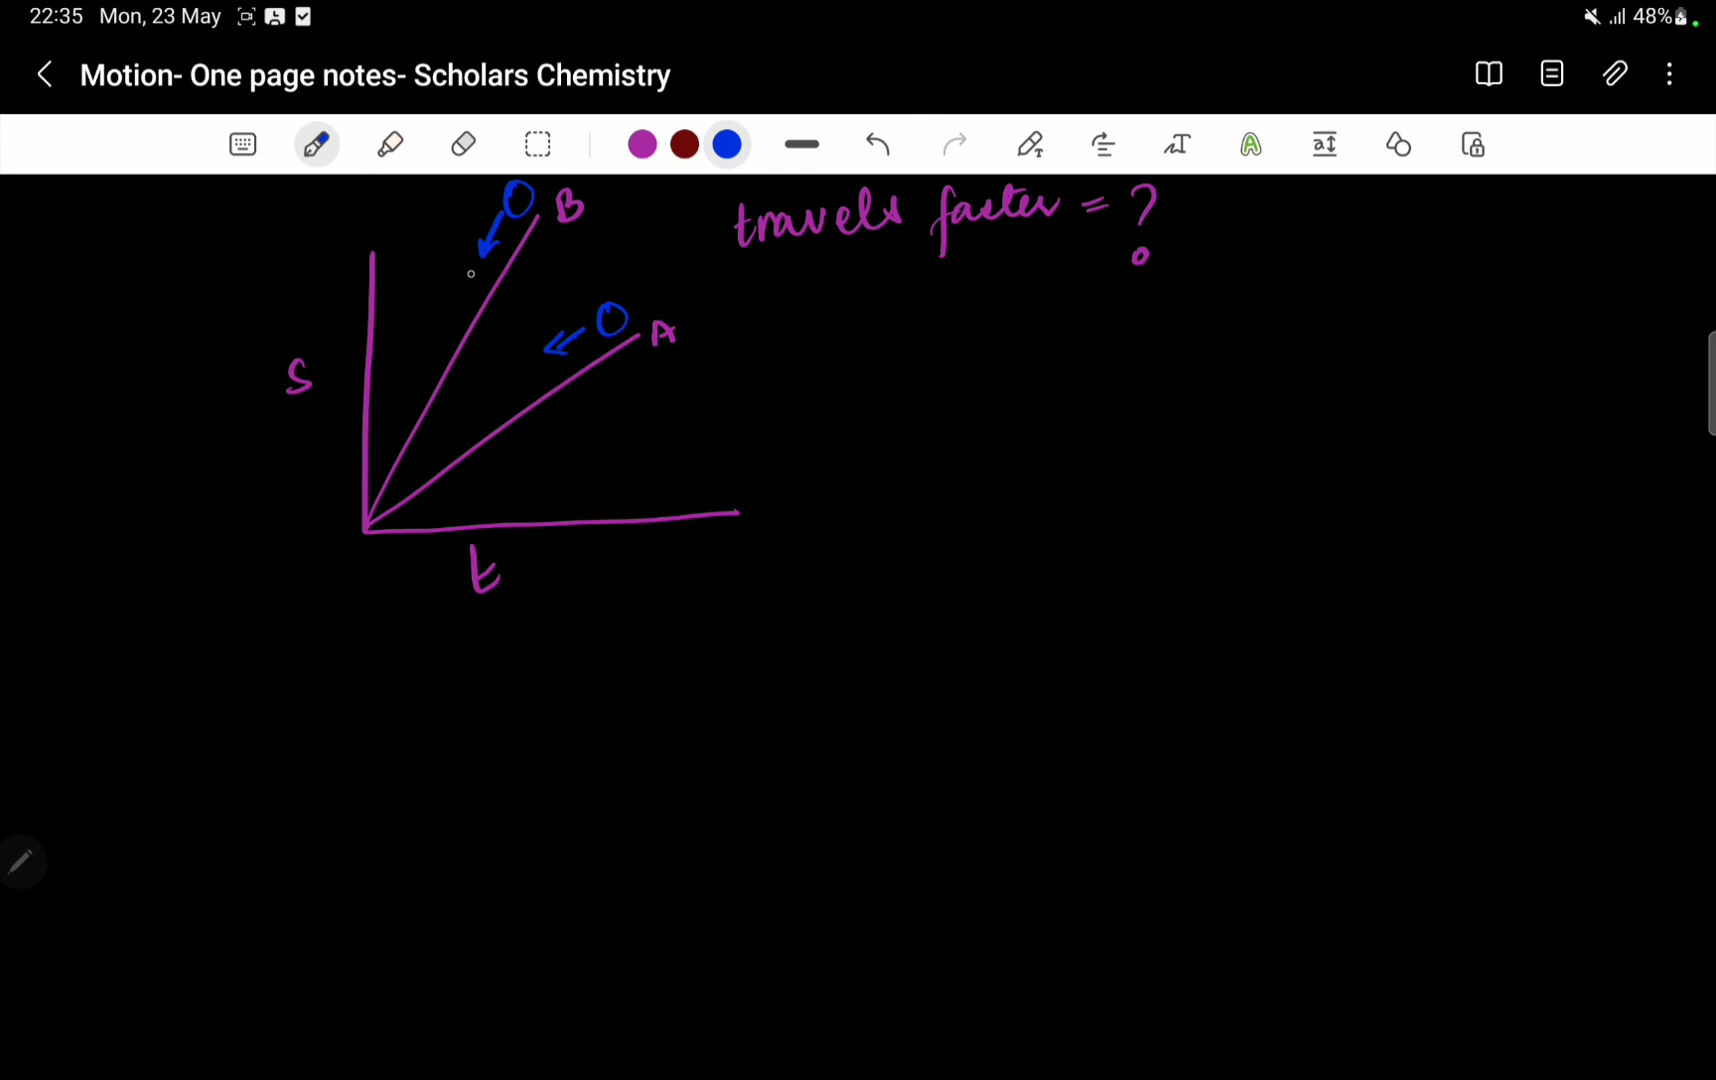 22:35 Mon, 23 May 48%
Motion- One page notes- Scholars Chemistry
B travels faster = ?
A
S
t